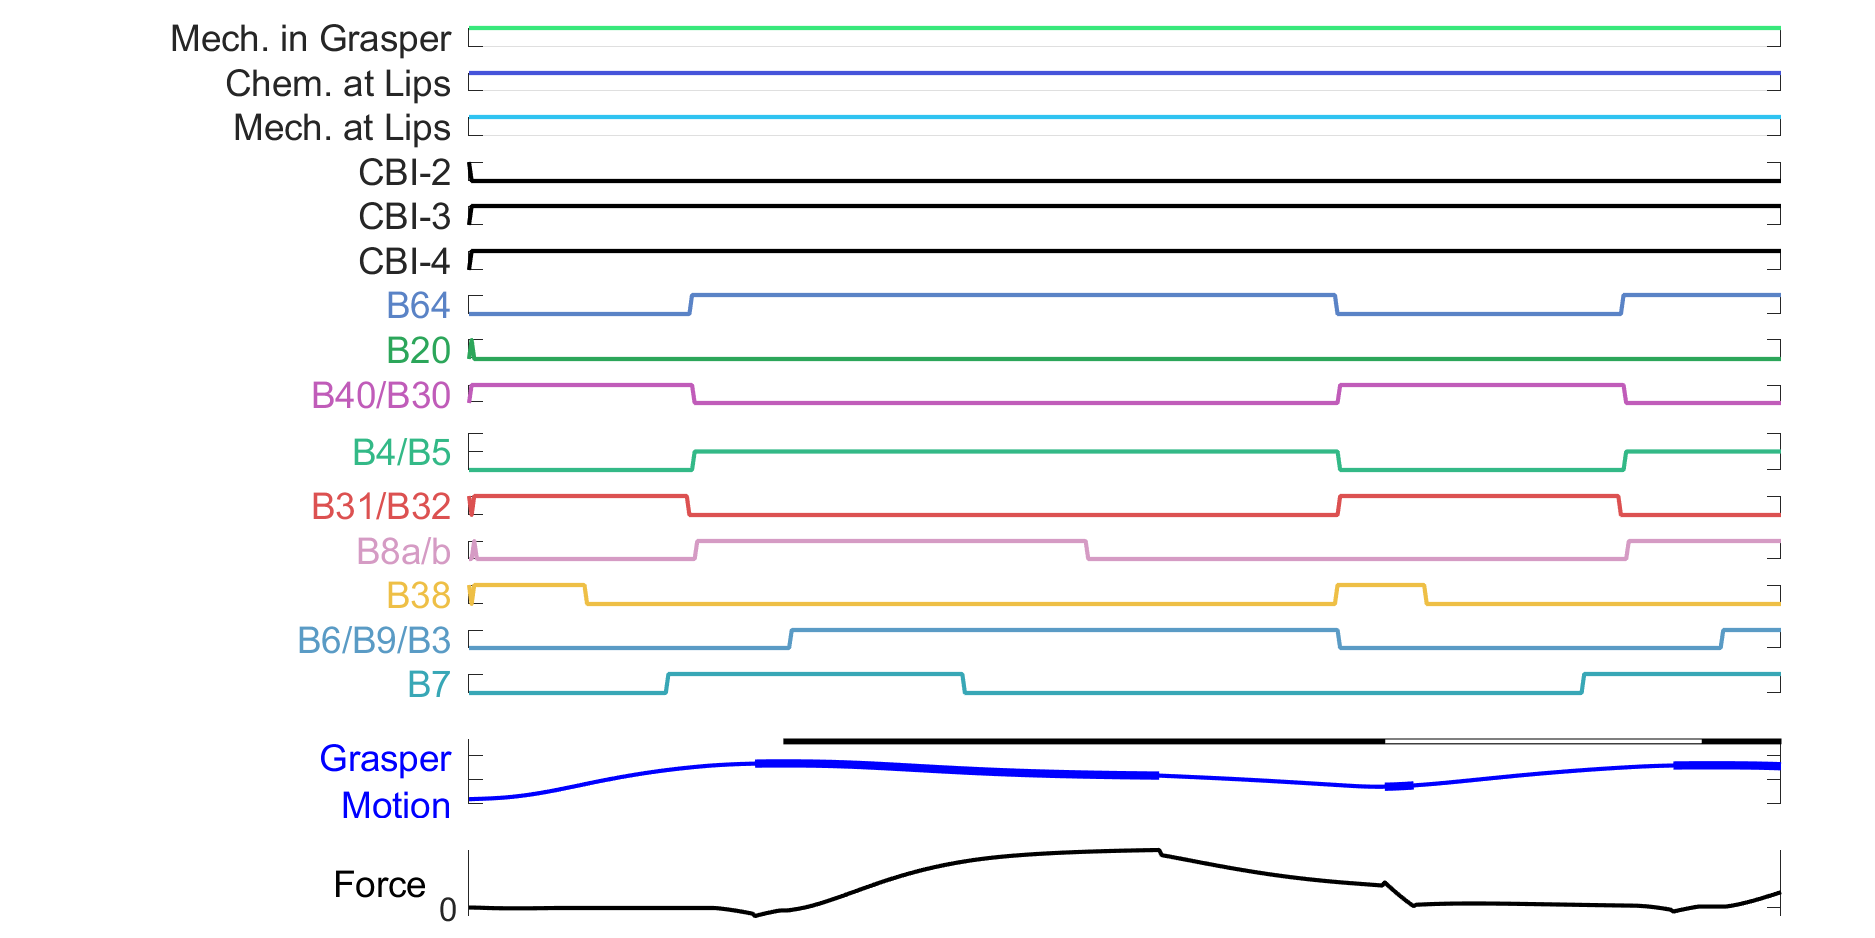 Mech. in Grasper
Chem. at Lips
Mech. at Lips
CBI-2
CBI-3
CBI-4
B64
B20
B40/B30
B4/B5
B31/B32
B8a/b
B38
B6/B9/B3
B7
Grasper
Motion
Force
0